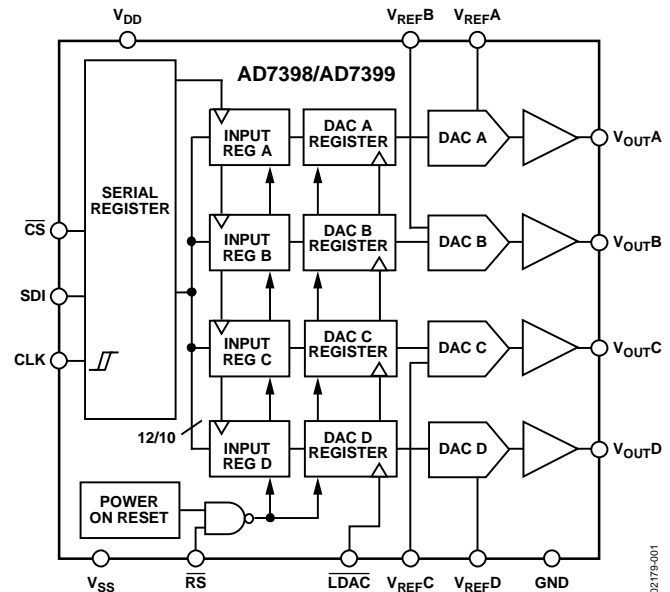 VDD
VREFB
VREFA
AD7398/AD7399
SERIAL
REGISTER
INPUT
REG A
DAC A
REGISTER
DAC A
VOUTA
CS
INPUT
REG B
DAC B
REGISTER
DAC B
VOUTB
SDI
CLK
INPUT
REG C
DAC C
REGISTER
DAC C
VOUTC
12/10
INPUT
REG D
DAC D
REGISTER
DAC D
VOUTD
POWER
ON RESET
VSS
RS
LDAC
VREFC
VREFD
GND
02179-001